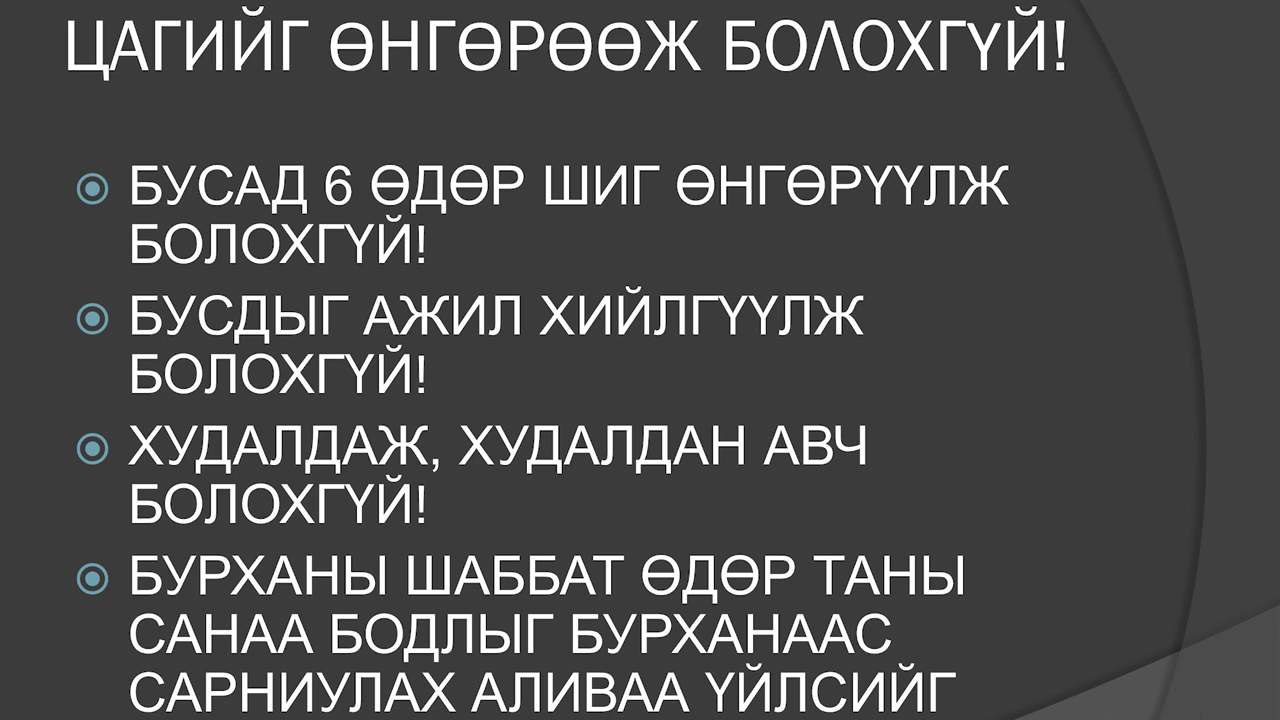 ЦАГИЙГ ӨНГӨРӨӨЖ БОЛОХГҮЙ!
БУСАД 6 ӨДӨР ШИГ ӨНГӨРҮҮЛЖ
БОЛОХГҮЙ!
БУСДЫГ АЖИЛ ХИЙЛГҮҮЛЖ
БОЛОХГҮЙ!
ХУДАЛДАЖ, ХУДАЛДАН АВЧ
БОЛОХГҮЙ!
БУРХАНЫ ШАББАТ ӨДӨР ТАНЫ
САНАА БОДЛЫГ БУРХАНААС
САРНИУЛАХ АЛИВАА ҮЙЛСИЙГ